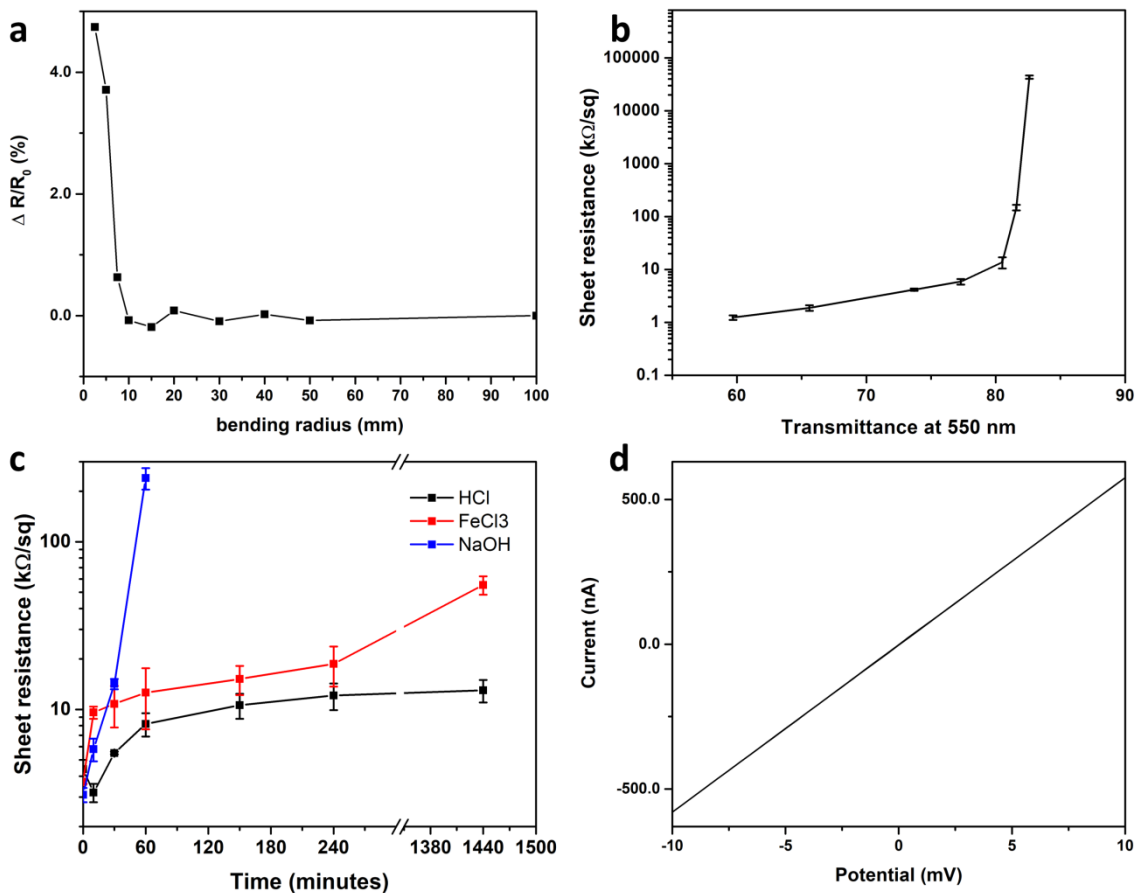 a
Δ R/R0 (%)
4.0
2.0
0.0
0 10 20 30 40 50 60 70 80 90 100
bending radius (mm)
b
Sheet resistance (kΩ/sq)
100000
10000
1000
100
10
1
0.1
60 70 80 90
Transmittance at 550 nm
c
Sheet resistance (kΩ/sq)
100
10
HCl
FeCl3
NaOH
0 60 120 180 240 1380 1440 1500
Time (minutes)
d
Current (nA)
500.0
0.0
-500.0
-10 -5 0 5 10
Potential (mV)